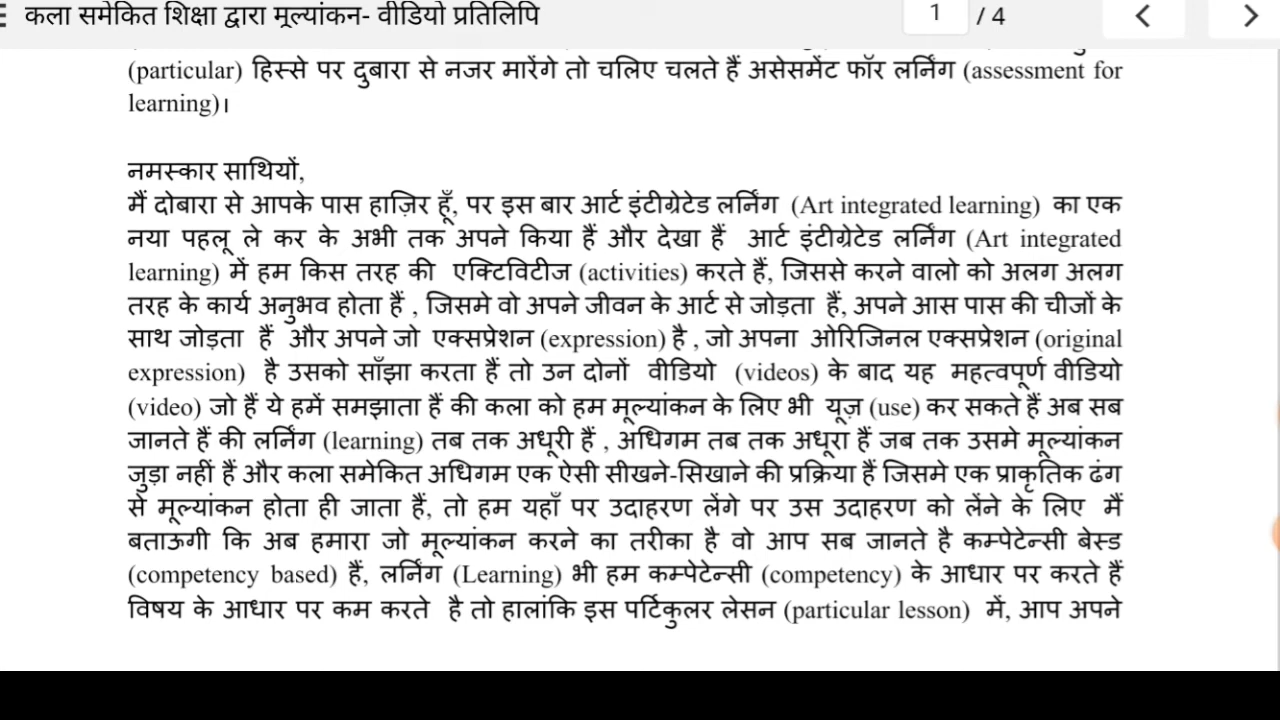 कला समेकित शिक्षा द्वारा मूल्यांकन- वीडियो प्रतिलिपि 1 / 4
(particular) हिस्से पर दुबारा से नजर मारेंगे तो चलिए चलते हैं असेसमेंट फॉर लर्निंग (assessment for
learning)।
नमस्कार साथियों,
मैं दोबारा से आपके पास हाज़िर हूँ, पर इस बार आर्ट इंटीग्रेटेड लर्निंग (Art integrated learning) का एक
नया पहलू ले कर के अभी तक अपने किया हैं और देखा हैं आर्ट इंटीग्रेटेड लर्निंग (Art integrated
learning) में हम किस तरह की एक्टिविटीज (activities) करते हैं, जिससे करने वालो को अलग अलग
तरह के कार्य अनुभव होता हैं , जिसमे वो अपने जीवन के आर्ट से जोड़ता हैं, अपने आस पास की चीजों के
साथ जोड़ता हैं और अपने जो एक्सप्रेशन (expression) है , जो अपना ओरिजिनल एक्सप्रेशन (original
expression) है उसको साँझा करता हैं तो उन दोनों वीडियो (videos) के बाद यह महत्वपूर्ण वीडियो
(video) जो हैं ये हमें समझाता हैं की कला को हम मूल्यांकन के लिए भी यूज़ (use) कर सकते हैं अब सब
जानते हैं की लर्निंग (learning) तब तक अधूरी हैं , अधिगम तब तक अधूरा हैं जब तक उसमे मूल्यांकन
जुड़ा नहीं हैं और कला समेकित अधिगम एक ऐसी सीखने-सिखाने की प्रक्रिया हैं जिसमे एक प्राकृतिक ढंग
से मूल्यांकन होता ही जाता हैं, तो हम यहाँ पर उदाहरण लेंगे पर उस उदाहरण को लेंने के लिए मैं
बताऊगी कि अब हमारा जो मूल्यांकन करने का तरीका है वो आप सब जानते है कम्पेटेन्सी बेस्ड
(competency based) हैं, लर्निंग (Learning) भी हम कम्पेटेन्सी (competency) के आधार पर करते हैं
विषय के आधार पर कम करते है तो हालांकि इस पर्टिकुलर लेसन (particular lesson) में, आप अपने